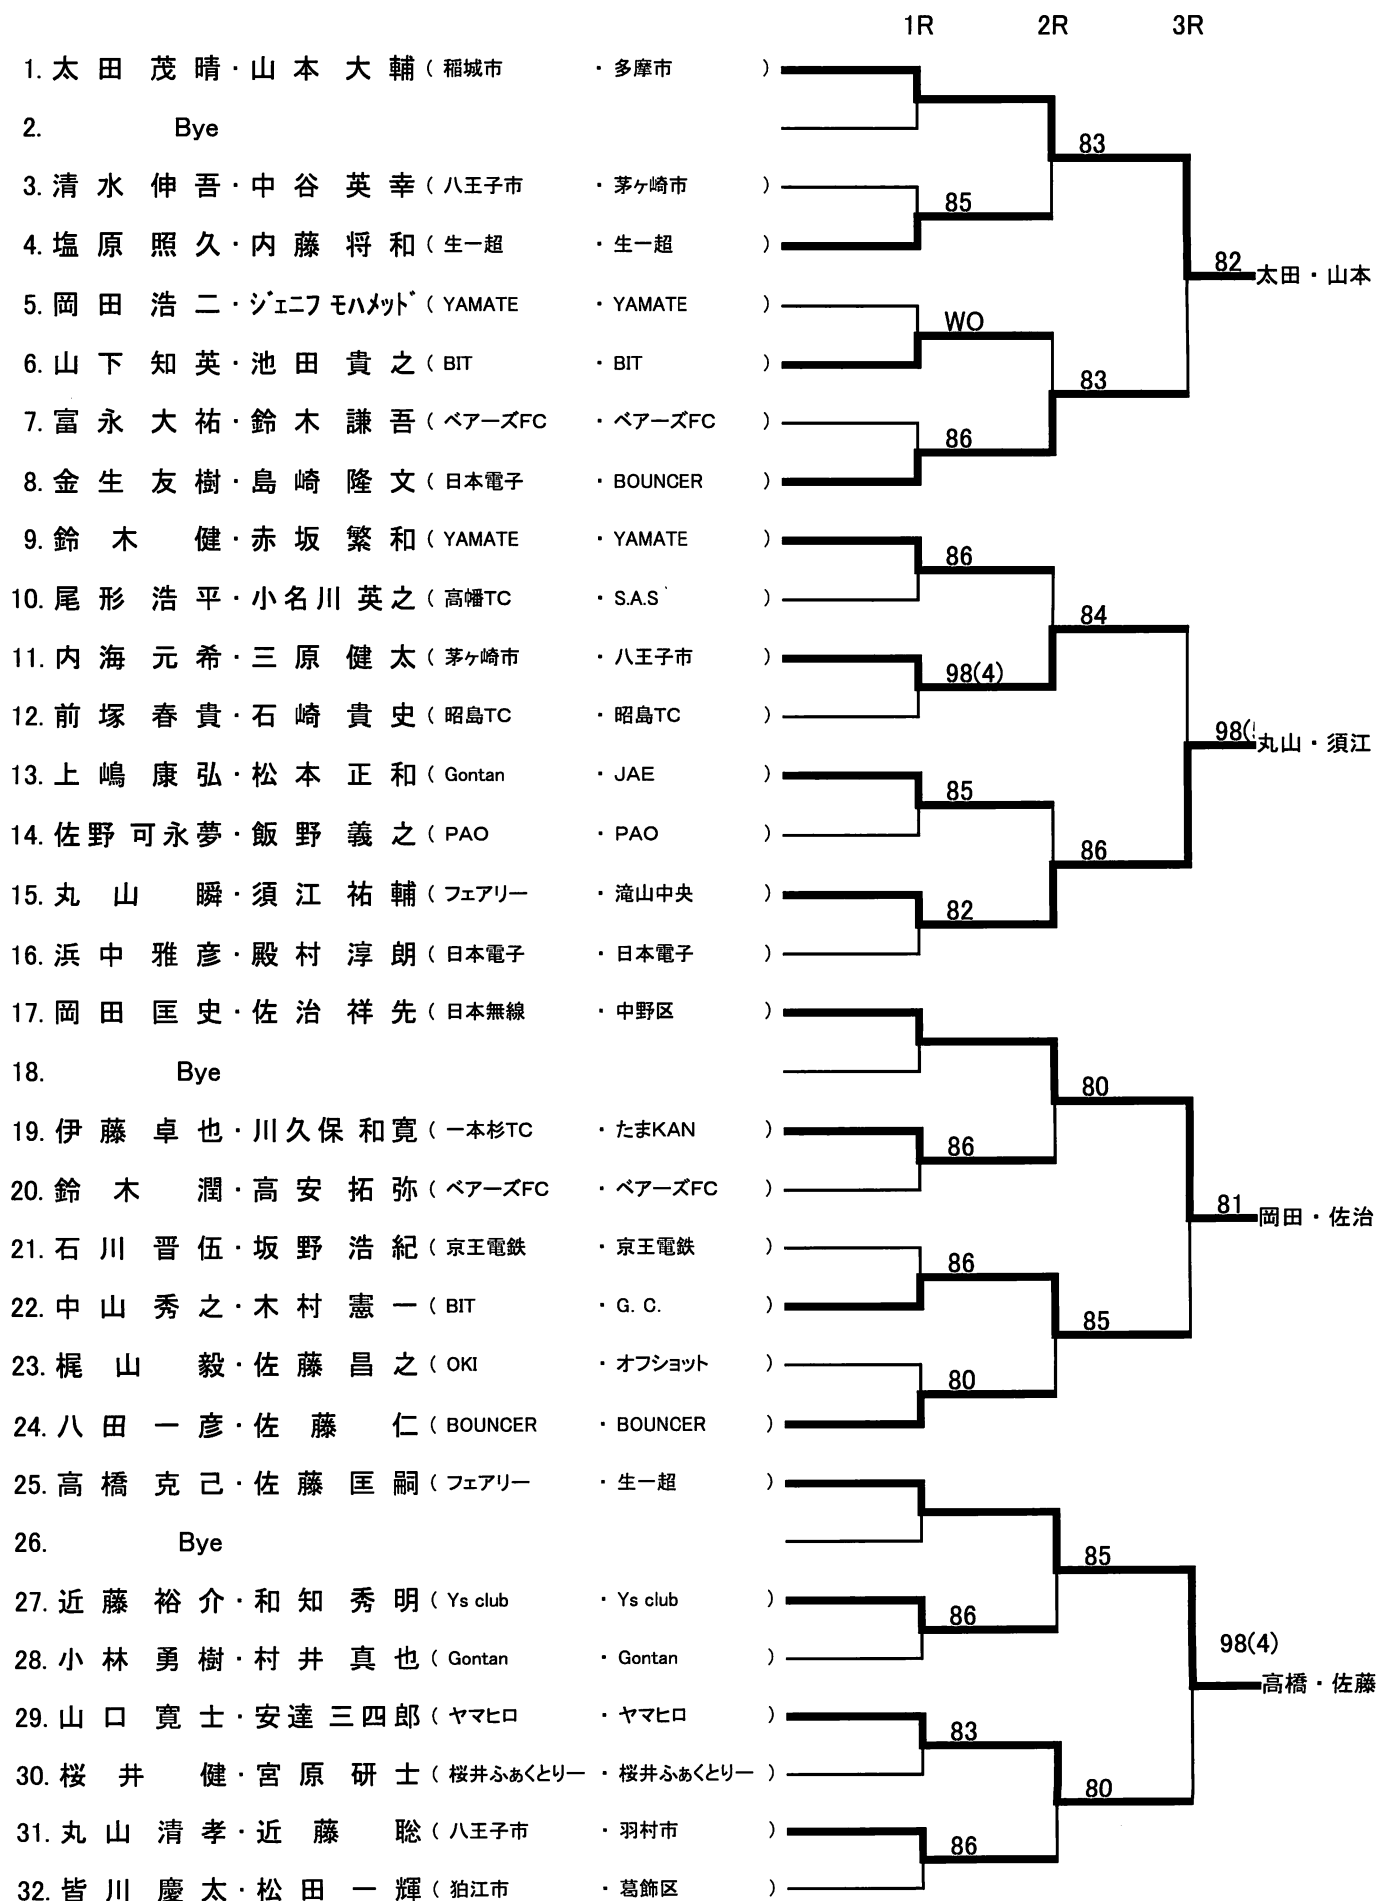 1R 2R 3R
1. 太田 茂晴・山本 大輔 ( 稲城市 ・ 多摩市 )
2. Bye
83
3. 清水 伸吾・中谷 英幸 ( 八王子市 ・ 茅ヶ崎市 )
85
4. 塩原 照久・内藤 将和 ( 生一超 ・ 生一超 )
82 太田・山本
5. 岡田 浩二・ジェニフ モハメッド ( YAMATE ・ YAMATE )
WO
6. 山下 知英・池田 貴之 ( BIT ・ BIT )
83
7. 富永 大祐・鈴木 謙吾 ( ベアーズFC ・ ベアーズFC )
86
8. 金生 友樹・島崎 隆文 ( 日本電子 ・ BOUNCER )
9. 鈴木 健・赤坂 繁和 ( YAMATE ・ YAMATE )
86
10. 尾形 浩平・小名川 英之 ( 高幡TC ・ S.A.S )
84
11. 内海 元希・三原 健太 ( 茅ヶ崎市 ・ 八王子市 )
98(4)
12. 前塚 春貴・石崎 貴史 ( 昭島TC ・ 昭島TC )
98( 丸山・須江
13. 上嶋 康弘・松本 正和 ( Gontan ・ JAE )
85
14. 佐野 可永夢・飯野 義之 ( PAO ・ PAO )
86
15. 丸山 瞬・須江 祐輔 ( フェアリー ・ 滝山中央 )
82
16. 浜中 雅彦・殿村 淳朗 ( 日本電子 ・ 日本電子 )
17. 岡田 匡史・佐治 祥先 ( 日本無線 ・ 中野区 )
18. Bye
80
19. 伊藤 卓也・川久保 和寛 ( 一本杉TC ・ たまKAN )
86
20. 鈴木 潤・高安 拓弥 ( ベアーズFC ・ ベアーズFC )
81 岡田・佐治
21. 石川 晋伍・坂野 浩紀 ( 京王電鉄 ・ 京王電鉄 )
86
22. 中山 秀之・木村 憲一 ( BIT ・ G. C. )
85
23. 梶山 毅・佐藤 昌之 ( OKI ・ オフショット )
80
24. 八田 一彦・佐藤 仁 ( BOUNCER ・ BOUNCER )
25. 高橋 克己・佐藤 匡嗣 ( フェアリー ・ 生一超 )
26. Bye
85
27. 近藤 裕介・和知 秀明 ( Ys club ・ Ys club )
86
28. 小林 勇樹・村井 真也 ( Gontan ・ Gontan )
98(4)
高橋・佐藤
29. 山口 寛士・安達 三四郎 ( ヤマヒロ ・ ヤマヒロ )
83
30. 桜井 健・宮原 研士 ( 桜井ふぁくとりー ・ 桜井ふぁくとりー )
80
31. 丸山 清孝・近藤 聡 ( 八王子市 ・ 羽村市 )
86
32. 皆川 慶太・松田 一輝 ( 狛江市 ・ 葛飾区 )